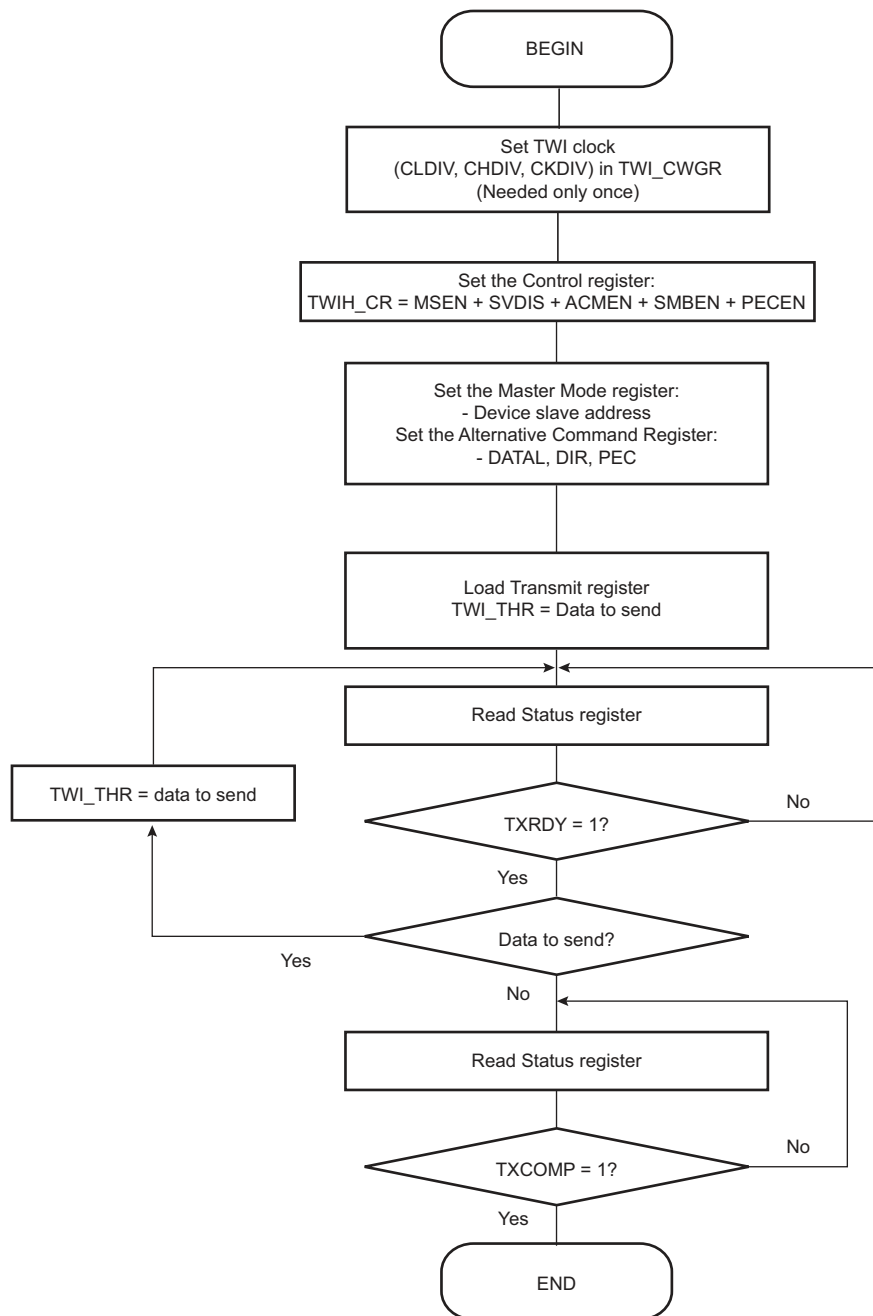 BEGIN
Set TWI clock
(CLDIV, CHDIV, CKDIV) in TWI_CWGR
(Needed only once)
Set the Control register:
TWIH_CR = MSEN + SVDIS + ACMEN + SMBEN + PECEN
Set the Master Mode register:
- Device slave address
Set the Alternative Command Register:
- DATAL, DIR, PEC
Load Transmit register
TWI_THR = Data to send
Read Status register
TWI_THR = data to send
TXRDY = 1?
No
Yes
Data to send?
Yes
No
Read Status register
TXCOMP = 1?
No
Yes
END